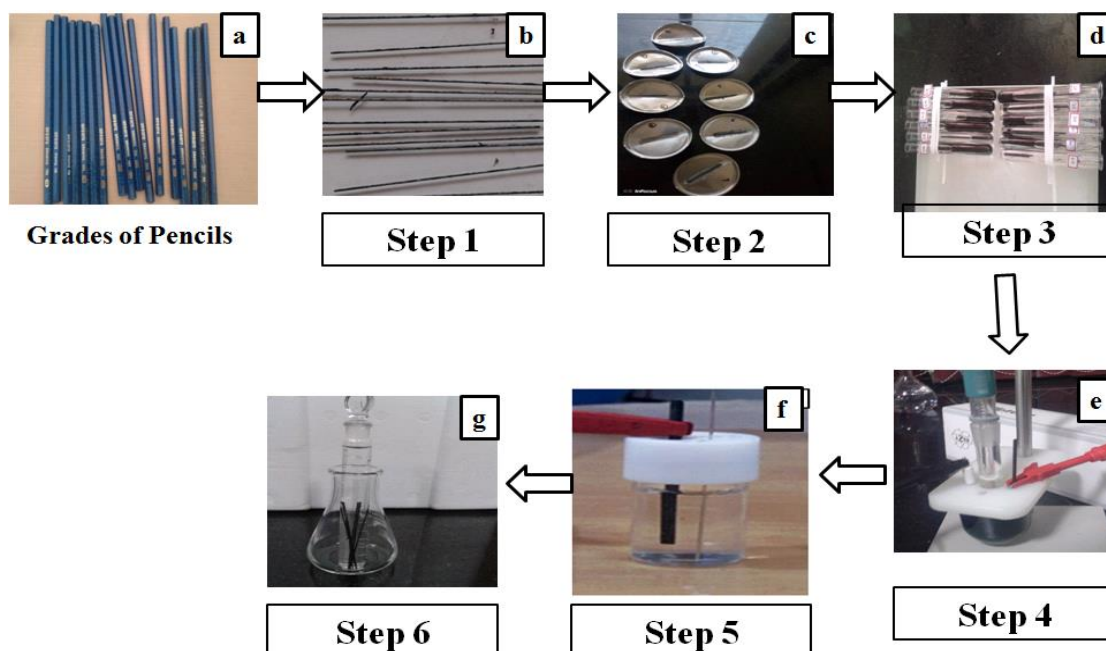 a
b
c
d
Grades of Pencils
Step 1
Step 2
Step 3
g
f
e
Step 6
Step 5
Step 4